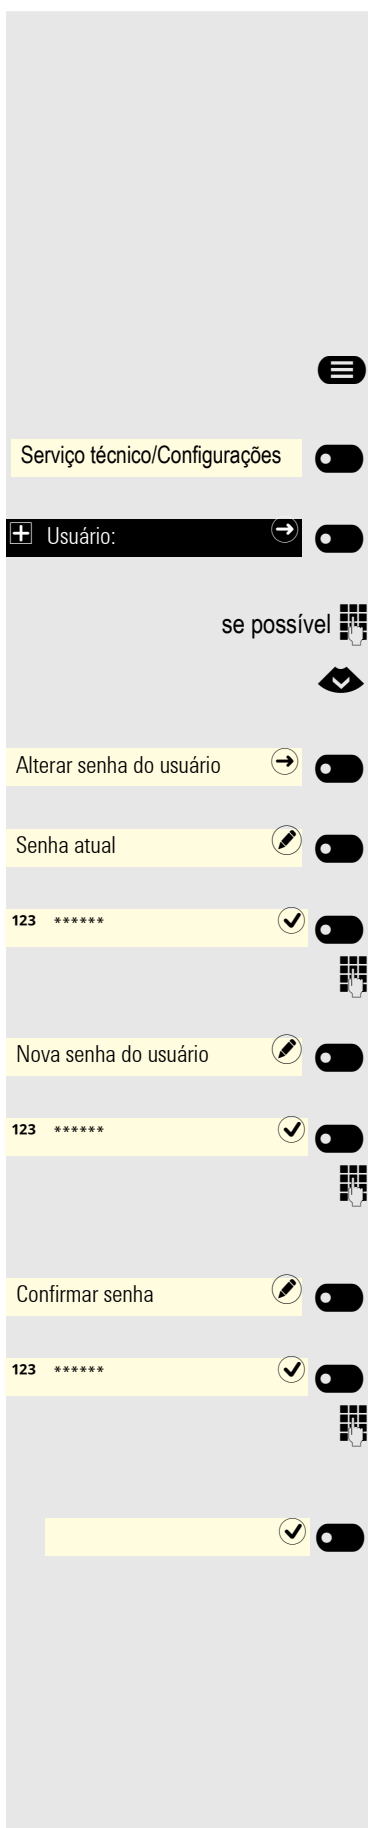 Serviço técnico/Configurações
Usuário:
se possível
Alterar senha do usuário
Senha atual
123 ******
Nova senha do usuário
123 ******
Confirmar senha
123 ******